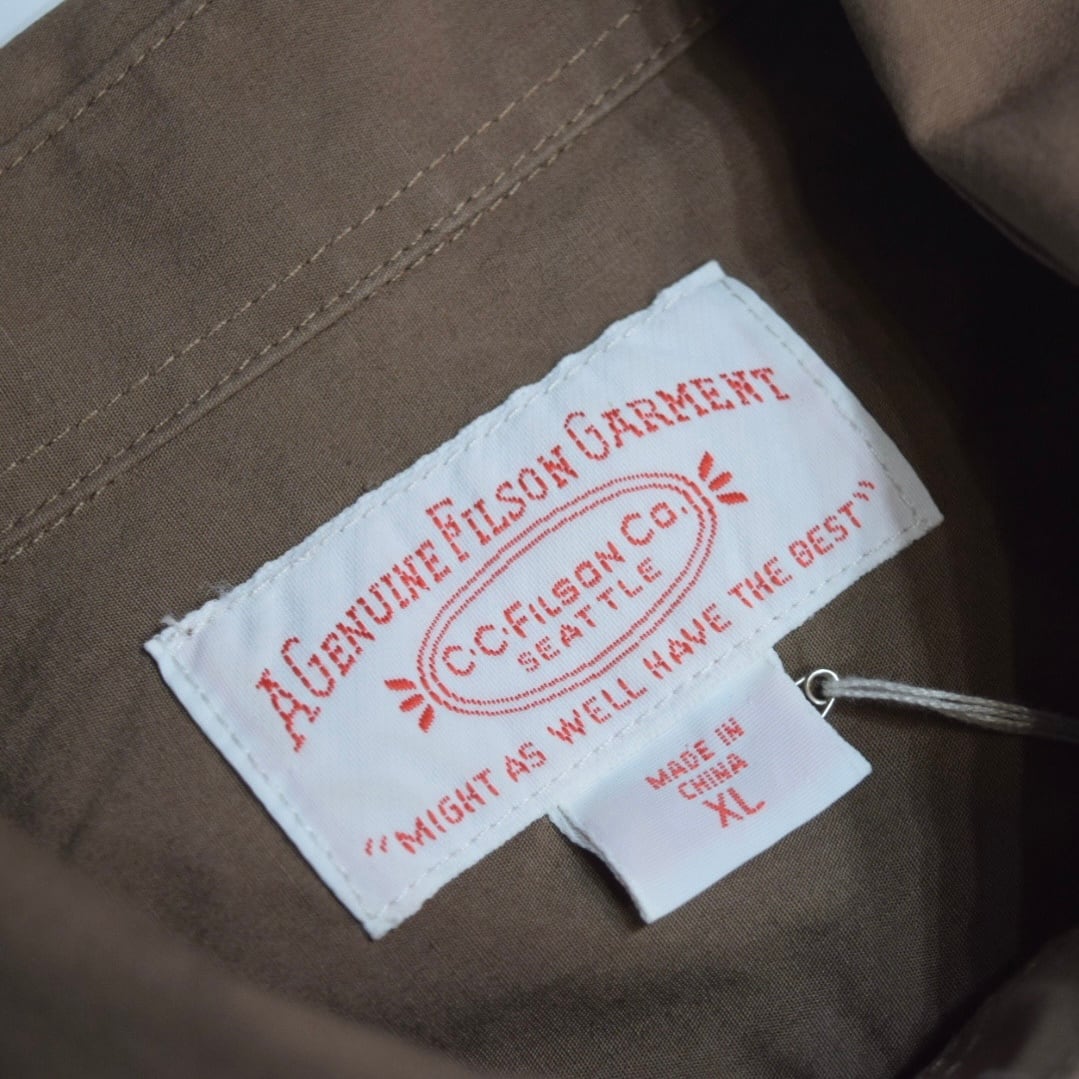 A GENUINE FILSON GARMENT
C.C. FILSON CO.
SEATTLE
"MIGHT AS WELL HAVE THE BEST"
MADE IN
CHINA
XL